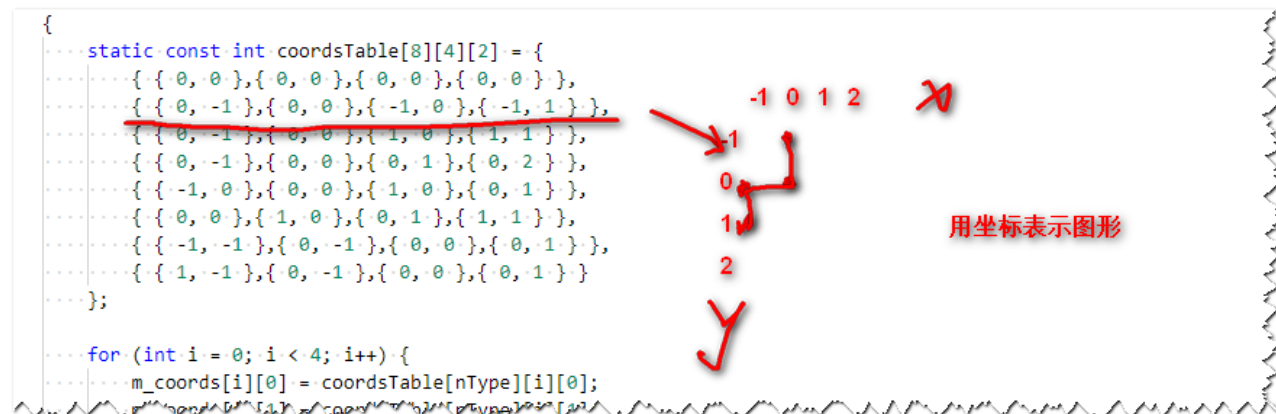 {
static const int coordsTable[8][4][2] = {
{ { 0, 0 },{ 0, 0 },{ 0, 0 },{ 0, 0 } },
{ { 0, -1 },{ 0, 0 },{ -1, 0 },{ -1, 1 } },
{ { 0, -1 },{ 0, 0 },{ 1, 0 },{ 1, 1 } },
{ { 0, -1 },{ 0, 0 },{ 0, 1 },{ 0, 2 } },
{ { -1, 0 },{ 0, 0 },{ 1, 0 },{ 0, 1 } },
{ { 0, 0 },{ 1, 0 },{ 0, 1 },{ 1, 1 } },
{ { -1, -1 },{ 0, -1 },{ 0, 0 },{ 0, 1 } },
{ { 1, -1 },{ 0, -1 },{ 0, 0 },{ 0, 1 } }
};
for (int i = 0; i < 4; i++) {
m_coords[i][0] = coordsTable[nType][i][0];
-1 0 1 2 X
-1
0
1
2
Y
用坐标表示图形